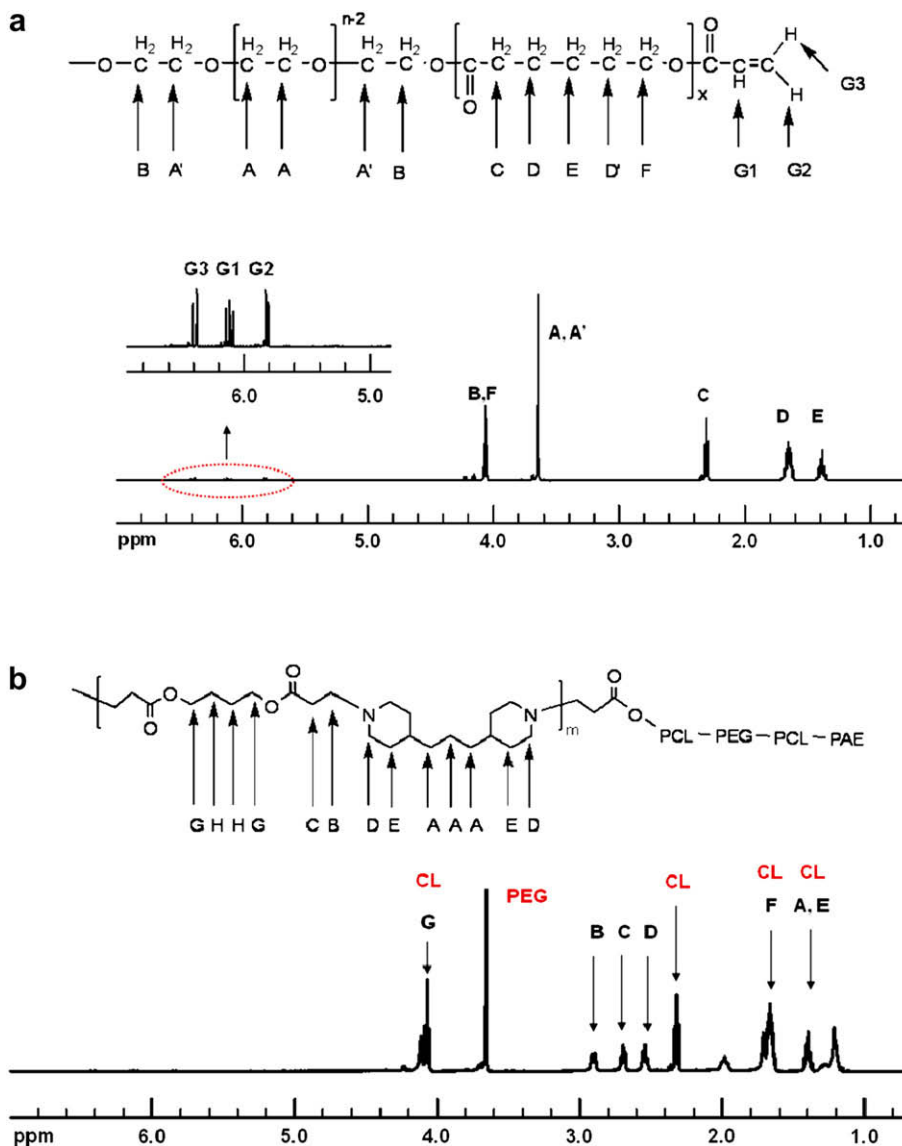 a
n-2
H2 H2 H2 H2 H2 H2 H2 H2 H2 H2 H2 O H
O C C O C C O C C O C C C C C C O C C C
O H H
x
G3
B A' A A A' B C D E D' F G1 G2
G3 G1 G2
6.0 5.0
A, A'
B,F
C
D E
ppm 6.0 5.0 4.0 3.0 2.0 1.0
b
O O O
O O N N m O
O PCL PEG PCL PAE
G H H G C B D E A A A E D
CL CL CL CL
PEG
G B C D F A, E
ppm 6.0 5.0 4.0 3.0 2.0 1.0